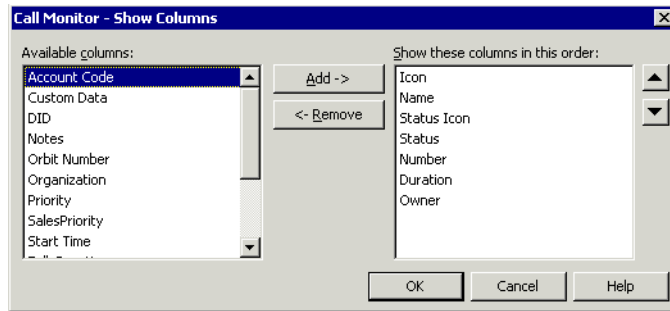 Call Monitor - Show Columns
Available columns:
Account Code
Custom Data
DID
Notes
Orbit Number
Organization
Priority
SalesPriority
Start Time
Add ->
<- Remove
Show these columns in this order:
Icon
Name
Status Icon
Status
Number
Duration
Owner
OK
Cancel
Help